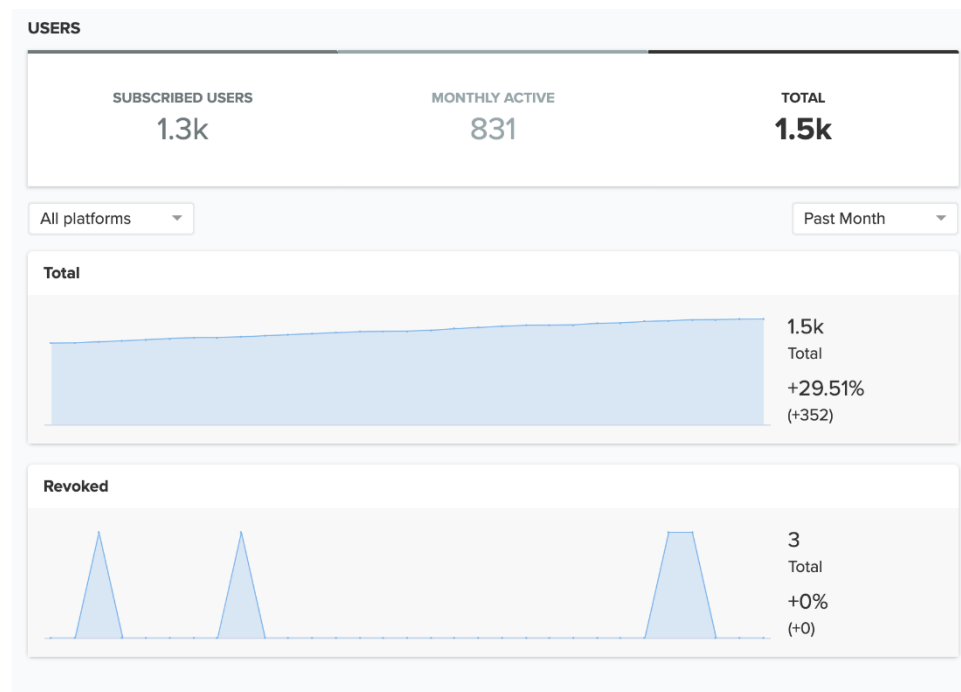 USERS
SUBSCRIBED USERS
1.3k
MONTHLY ACTIVE
831
TOTAL
1.5k
All platforms
Past Month
Total
1.5k
Total
+29.51%
(+352)
Revoked
3
Total
+0%
(+0)